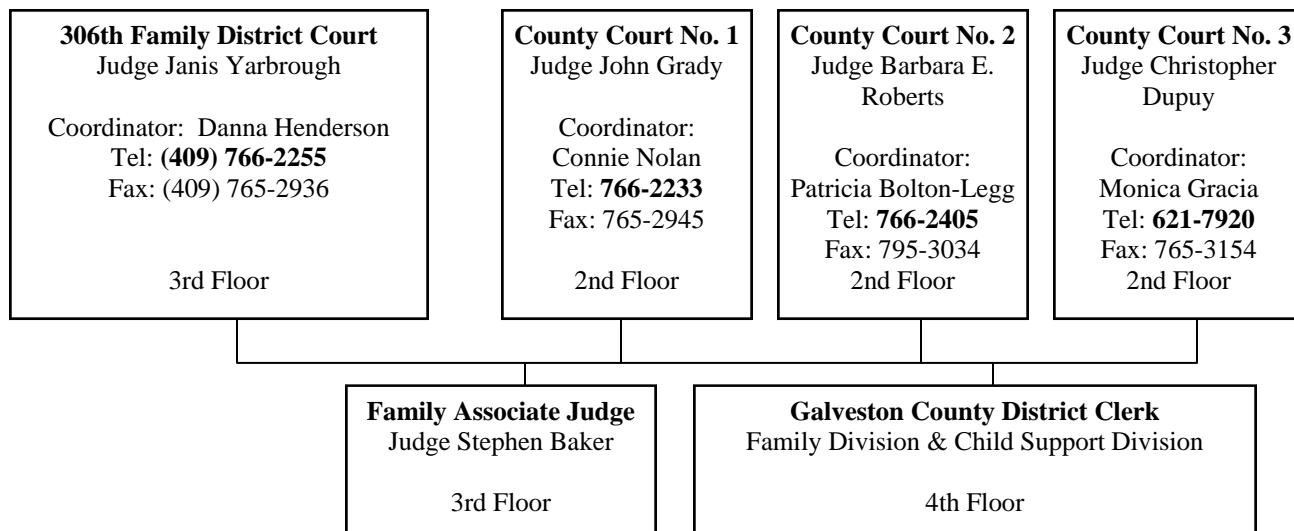 306th Family District Court
Judge Janis Yarbrough
Coordinator: Danna Henderson
Tel: (409) 766-2255
Fax: (409) 765-2936
3rd Floor
County Court No. 1
Judge John Grady
Coordinator:
Connie Nolan
Tel: 766-2233
Fax: 765-2945
2nd Floor
County Court No. 2
Judge Barbara E.
Roberts
Coordinator:
Patricia Bolton-Legg
Tel: 766-2405
Fax: 795-3034
2nd Floor
County Court No. 3
Judge Christopher
Dupuy
Coordinator:
Monica Gracia
Tel: 621-7920
Fax: 765-3154
2nd Floor
Family Associate Judge
Judge Stephen Baker
3rd Floor
Galveston County District Clerk
Family Division & Child Support Division
4th Floor